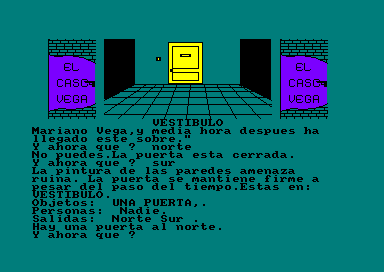 EL
CASO
VEGA
EL
CASO
VEGA
VESTIBULO
Mariano Vega,y media hora despues ha
llegado este sobre."
Y ahora que ?  norte
No puedes.La puerta esta cerrada.
Y ahora que ?  sur
La pintura de las paredes amenaza
ruina. La puerta se mantiene firme a
pesar del paso del tiempo.Estas en:
VESTIBULO.
Objetos:  UNA PUERTA,.
Personas:  Nadie.
Salidas:  Norte Sur .
Hay una puerta al norte.
Y ahora que ?